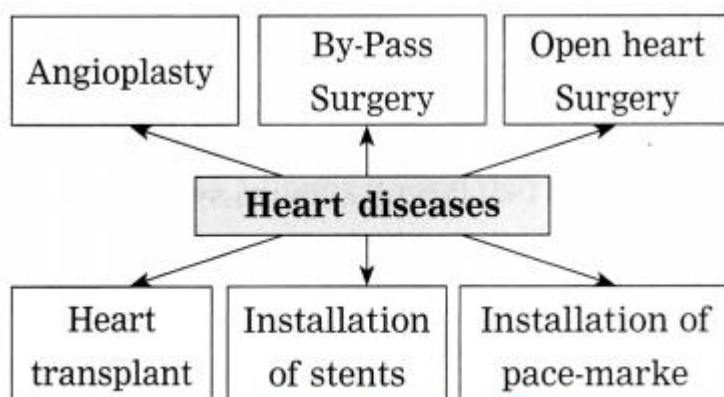 Angioplasty
By-Pass
Surgery
Open heart
Surgery
Heart diseases
Heart
transplant
Installation
of stents
Installation of
pace-marke